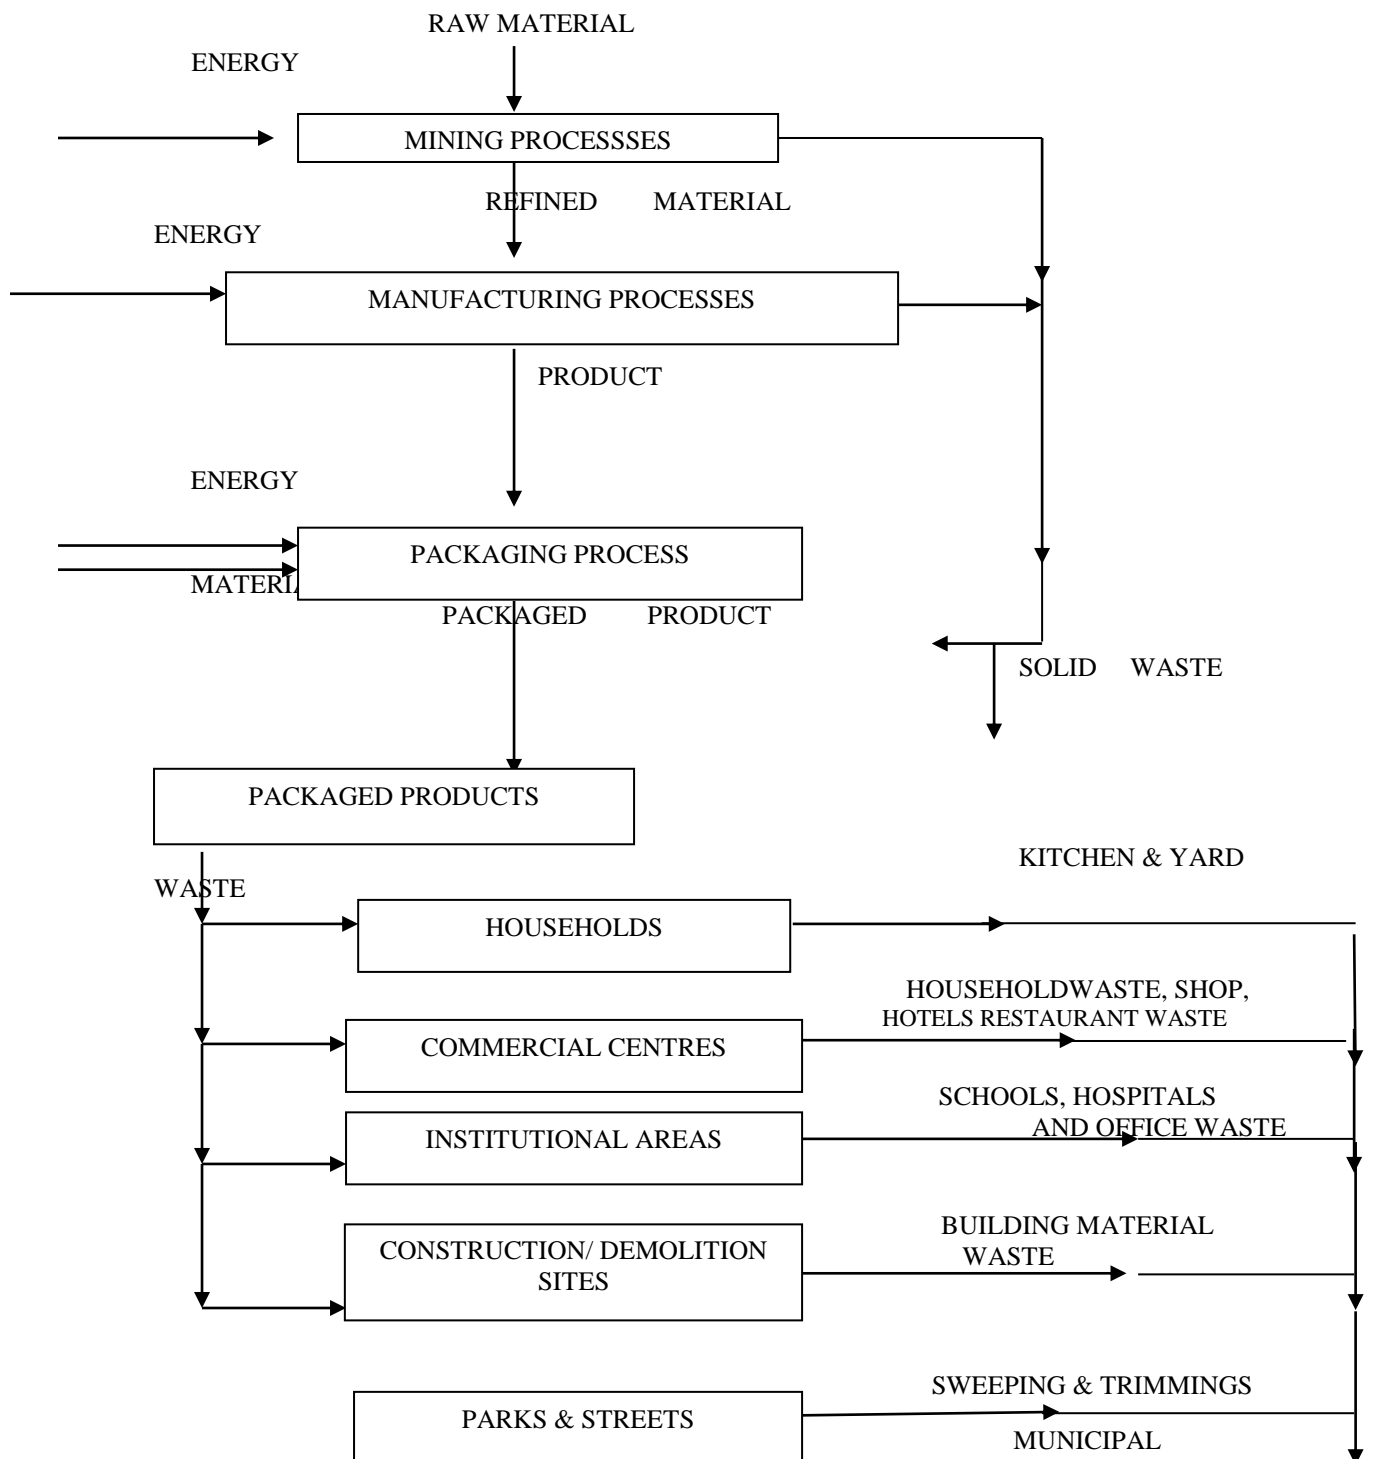 RAW MATERIAL
ENERGY
MINING PROCESSSES
REFINED MATERIAL
ENERGY
MANUFACTURING PROCESSES
PRODUCT
ENERGY
PACKAGING PROCESS
MATERIA
PACKAGED PRODUCT
SOLID WASTE
PACKAGED PRODUCTS
KITCHEN & YARD
WASTE
HOUSEHOLDS
HOUSEHOLDWASTE, SHOP,
HOTELS RESTAURANT WASTE
COMMERCIAL CENTRES
SCHOOLS, HOSPITALS
AND OFFICE WASTE
INSTITUTIONAL AREAS
BUILDING MATERIAL
WASTE
CONSTRUCTION/ DEMOLITION
SITES
SWEEPING & TRIMMINGS
PARKS & STREETS
MUNICIPAL